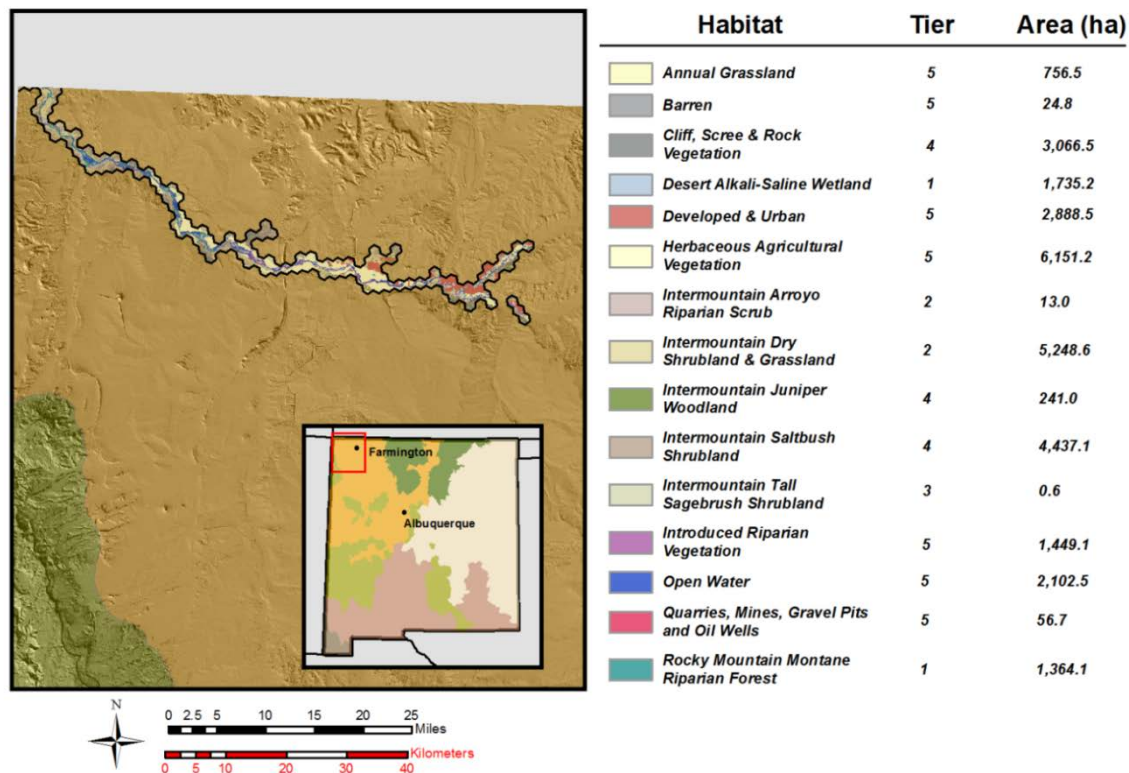 Habitat Tier Area (ha)
Annual Grassland 5 756.5
Barren 5 24.8
Cliff, Scree & Rock
Vegetation 4 3,066.5
Desert Alkali-Saline Wetland 1 1,735.2
Developed & Urban 5 2,888.5
Herbaceous Agricultural
Vegetation 5 6,151.2
Intermountain Arroyo
Riparian Scrub 2 13.0
Intermountain Dry
Shrubland & Grassland 2 5,248.6
Intermountain Juniper
Woodland 4 241.0
Intermountain Saltbush
Shrubland 4 4,437.1
Intermountain Tall
Sagebrush Shrubland 3 0.6
Introduced Riparian
Vegetation 5 1,449.1
Open Water 5 2,102.5
Quarries, Mines, Gravel Pits
and Oil Wells 5 56.7
Rocky Mountain Montane
Riparian Forest 1 1,364.1
Farmington
Albuquerque
N
0 2.5 5 10 15 20 25
Miles
Kilometers
0 5 10 20 30 40